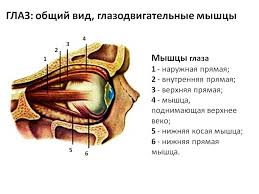 ГЛАЗ: общий вид, глазодвигательные мышцы
1 2 3 4
5
6
Мышцы глаза
1 - наружная прямая;
2 - внутренняя прямая;
3 - верхняя прямая;
4 - мышца,
поднимающая верхнее
веко;
5 - нижняя косая мышца;
6 – нижняя прямая
мышца.